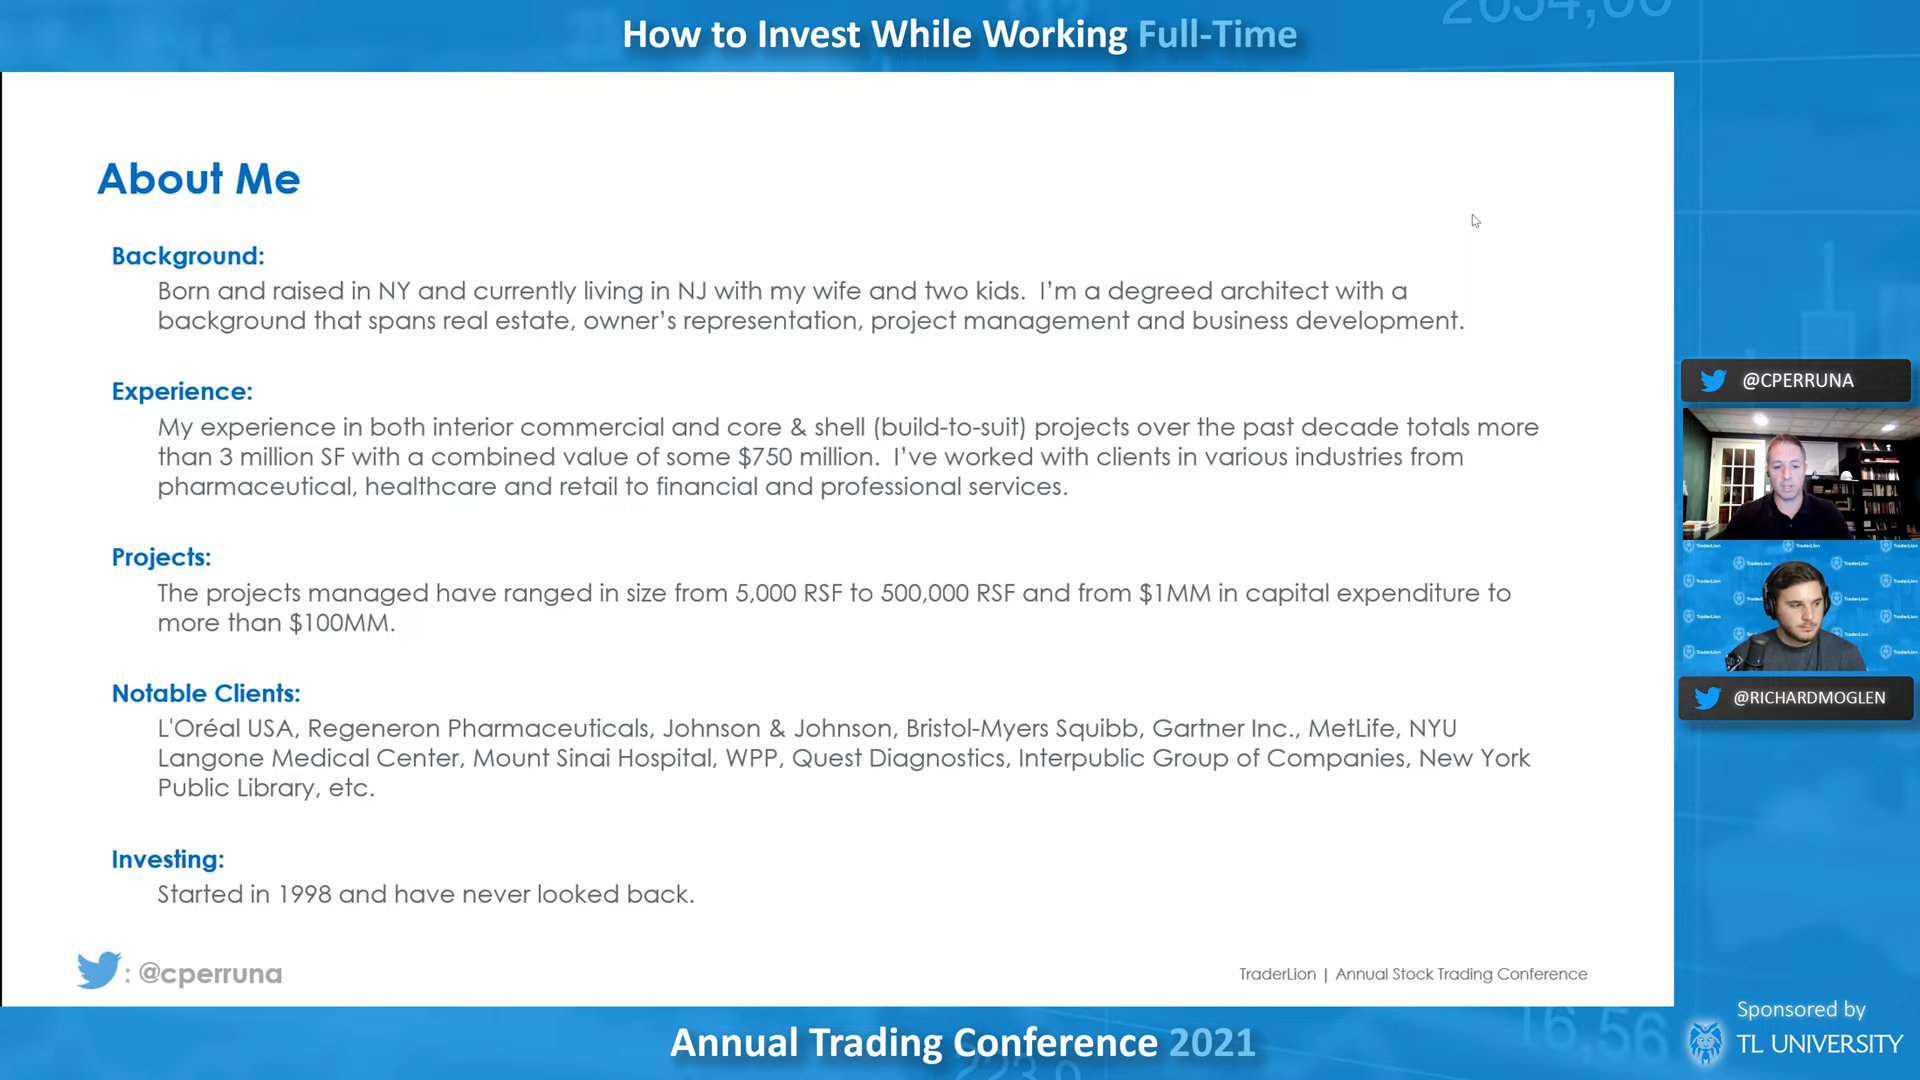 How to Invest While Working Full-Time
About Me
Background:
Born and raised in NY and currently living in NJ with my wife and two kids.  I'm a degreed architect with a
background that spans real estate, owner's representation, project management and business development.
Experience:
My experience in both interior commercial and core & shell (build-to-suit) projects over the past decade totals more
than 3 million SF with a combined value of some $750 million.  I've worked with clients in various industries from
pharmaceutical, healthcare and retail to financial and professional services.
Projects:
The projects managed have ranged in size from 5,000 RSF to 500,000 RSF and from $1MM in capital expenditure to
more than $100MM.
Notable Clients:
L'Oréal USA, Regeneron Pharmaceuticals, Johnson & Johnson, Bristol-Myers Squibb, Gartner Inc., MetLife, NYU
Langone Medical Center, Mount Sinai Hospital, WPP, Quest Diagnostics, Interpublic Group of Companies, New York
Public Library, etc.
Investing:
Started in 1998 and have never looked back.
: @cperruna
TraderLion | Annual Stock Trading Conference
@CPERRUNA
@RICHARDMOGLEN
Annual Trading Conference 2021
Sponsored by
TL UNIVERSITY